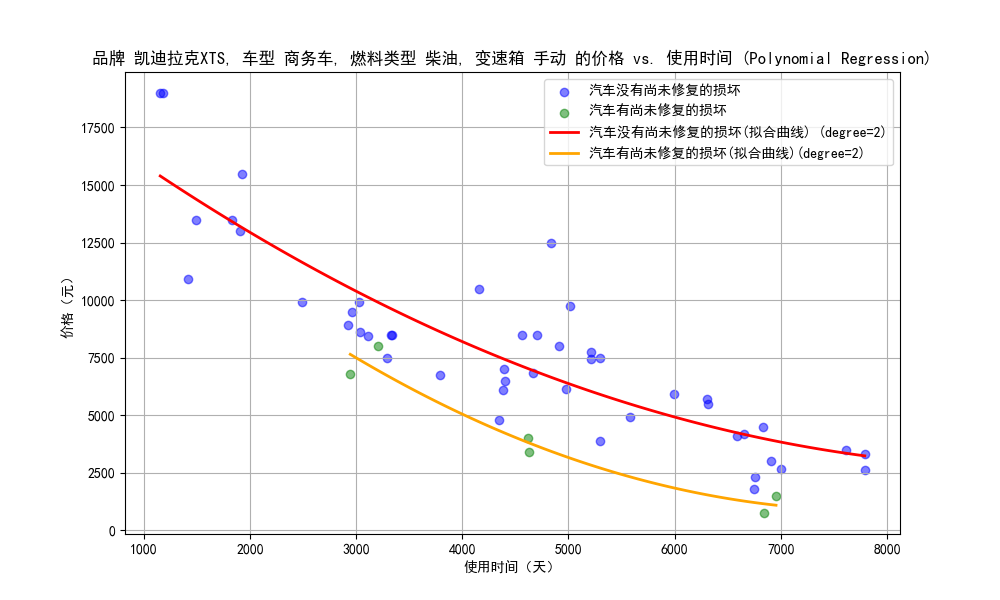 品牌 凯迪拉克XTS, 车型 商务车, 燃料类型 柴油, 变速箱 手动 的价格 vs. 使用时间 (Polynomial Regression)
汽车没有尚未修复的损坏
汽车有尚未修复的损坏
汽车没有尚未修复的损坏(拟合曲线) (degree=2)
汽车有尚未修复的损坏(拟合曲线)(degree=2)
价格（元）
17500
15000
12500
10000
7500
5000
2500
0
1000 2000 3000 4000 5000 6000 7000 8000
使用时间（天）